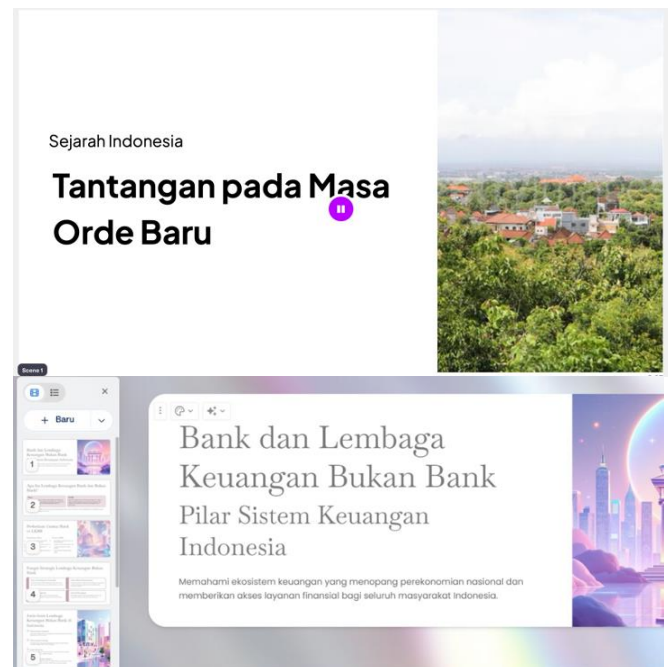 Sejarah Indonesia
Tantangan pada Masa
Orde Baru
Scene 1
+ Baru
1
2
3
4
5
Bank dan Lembaga
Keuangan Bukan Bank
Pilar Sistem Keuangan
Indonesia
Memahami ekosistem keuangan yang menopang perekonomian nasional dan
memberikan akses layanan finansial bagi seluruh masyarakat Indonesia.